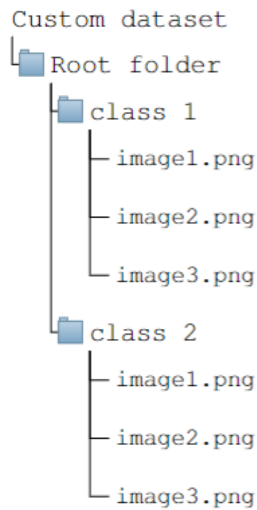 Custom dataset
Root folder
class 1
image1.png
image2.png
image3.png
class 2
image1.png
image2.png
image3.png